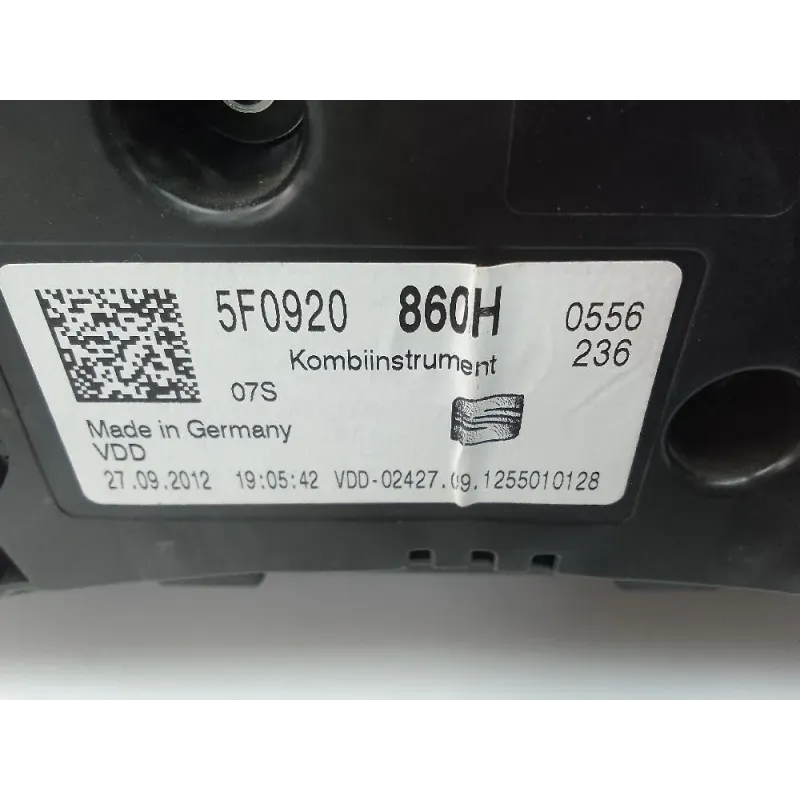 5F0920 860H 0556
Kombiinstrument 236
07S
Made in Germany
VDD
27.09.2012 19:05:42 VDD-02427.09.1255010128